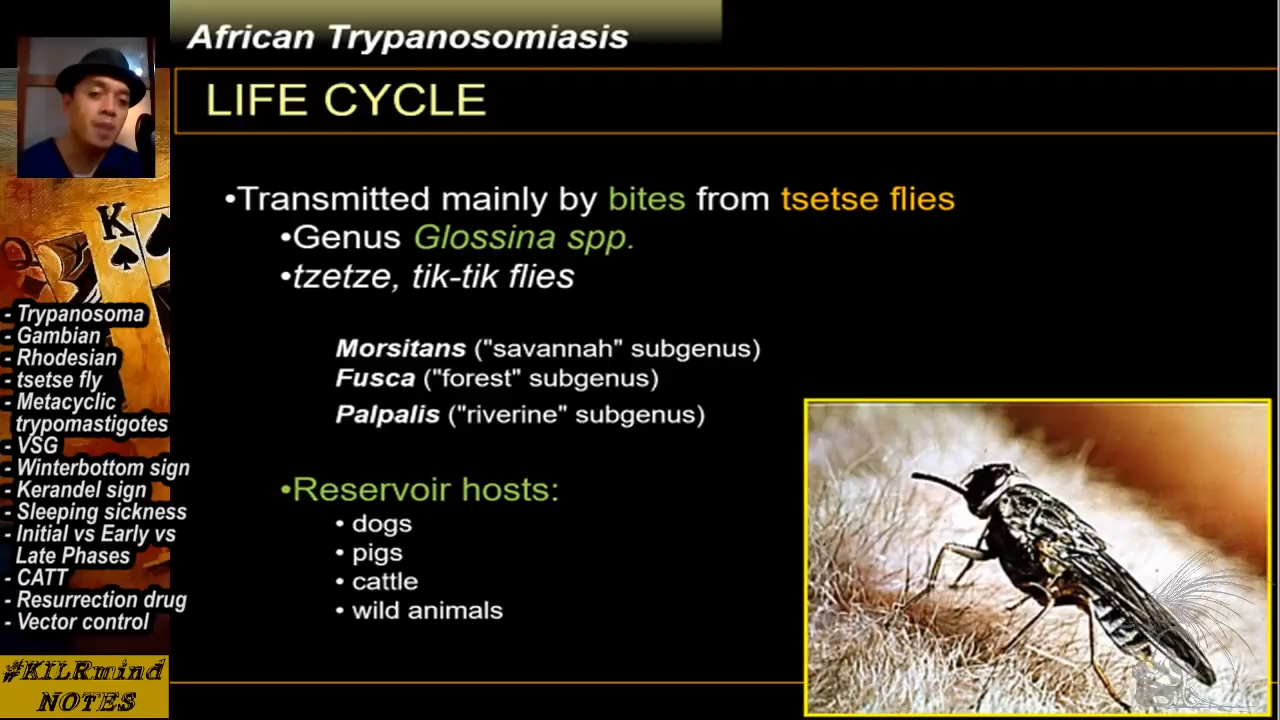 African Trypanosomiasis
LIFE CYCLE
•Transmitted mainly by bites from tsetse flies
•Genus Glossina spp.
•tzetze, tik-tik flies
Morsitans ("savannah" subgenus)
Fusca ("forest" subgenus)
Palpalis ("riverine" subgenus)
•Reservoir hosts:
• dogs
• pigs
• cattle
• wild animals
K
- Trypanosoma
- Gambian
- Rhodesian
- tsetse fly
- Metacyclic
trypomastigotes
- VSG
- Winterbottom sign
- Kerandel sign
- Sleeping sickness
- Initial vs Early vs
Late Phases
- CATT
- Resurrection drug
- Vector control
#KILRmind
NOTES